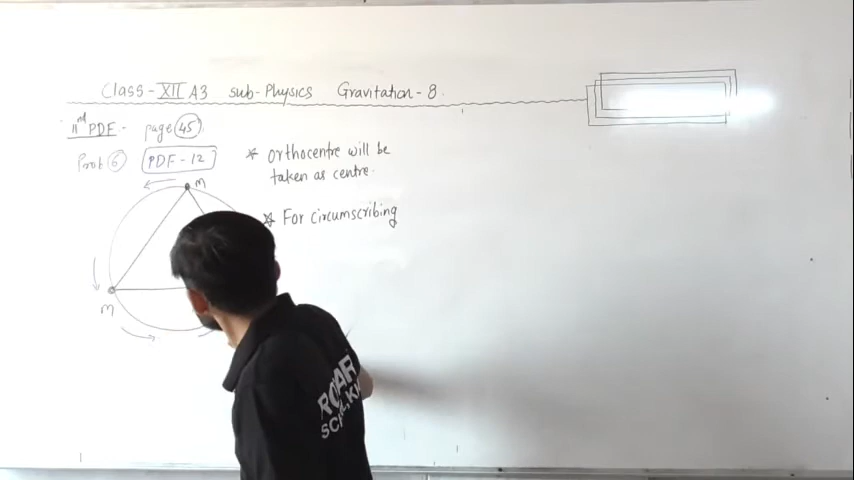 Class - XII A3 sub - Physics Gravitation - 8
IInd PDF - page 45
Prob 6 PDF - 12
* Orthocentre will be
taken as centre.
* For circumscribing
m
m